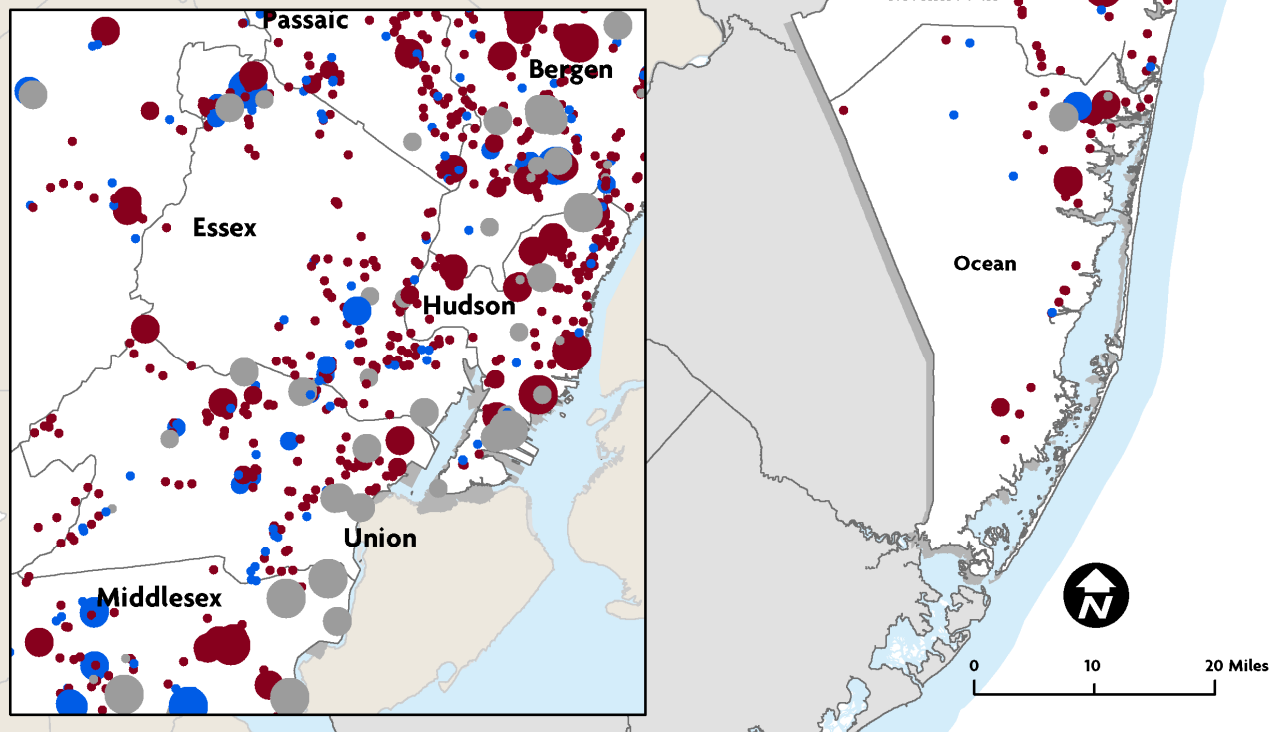 Passaic
Bergen
Essex
Hudson
Union
Middlesex
Ocean
N
0 10 20 Miles